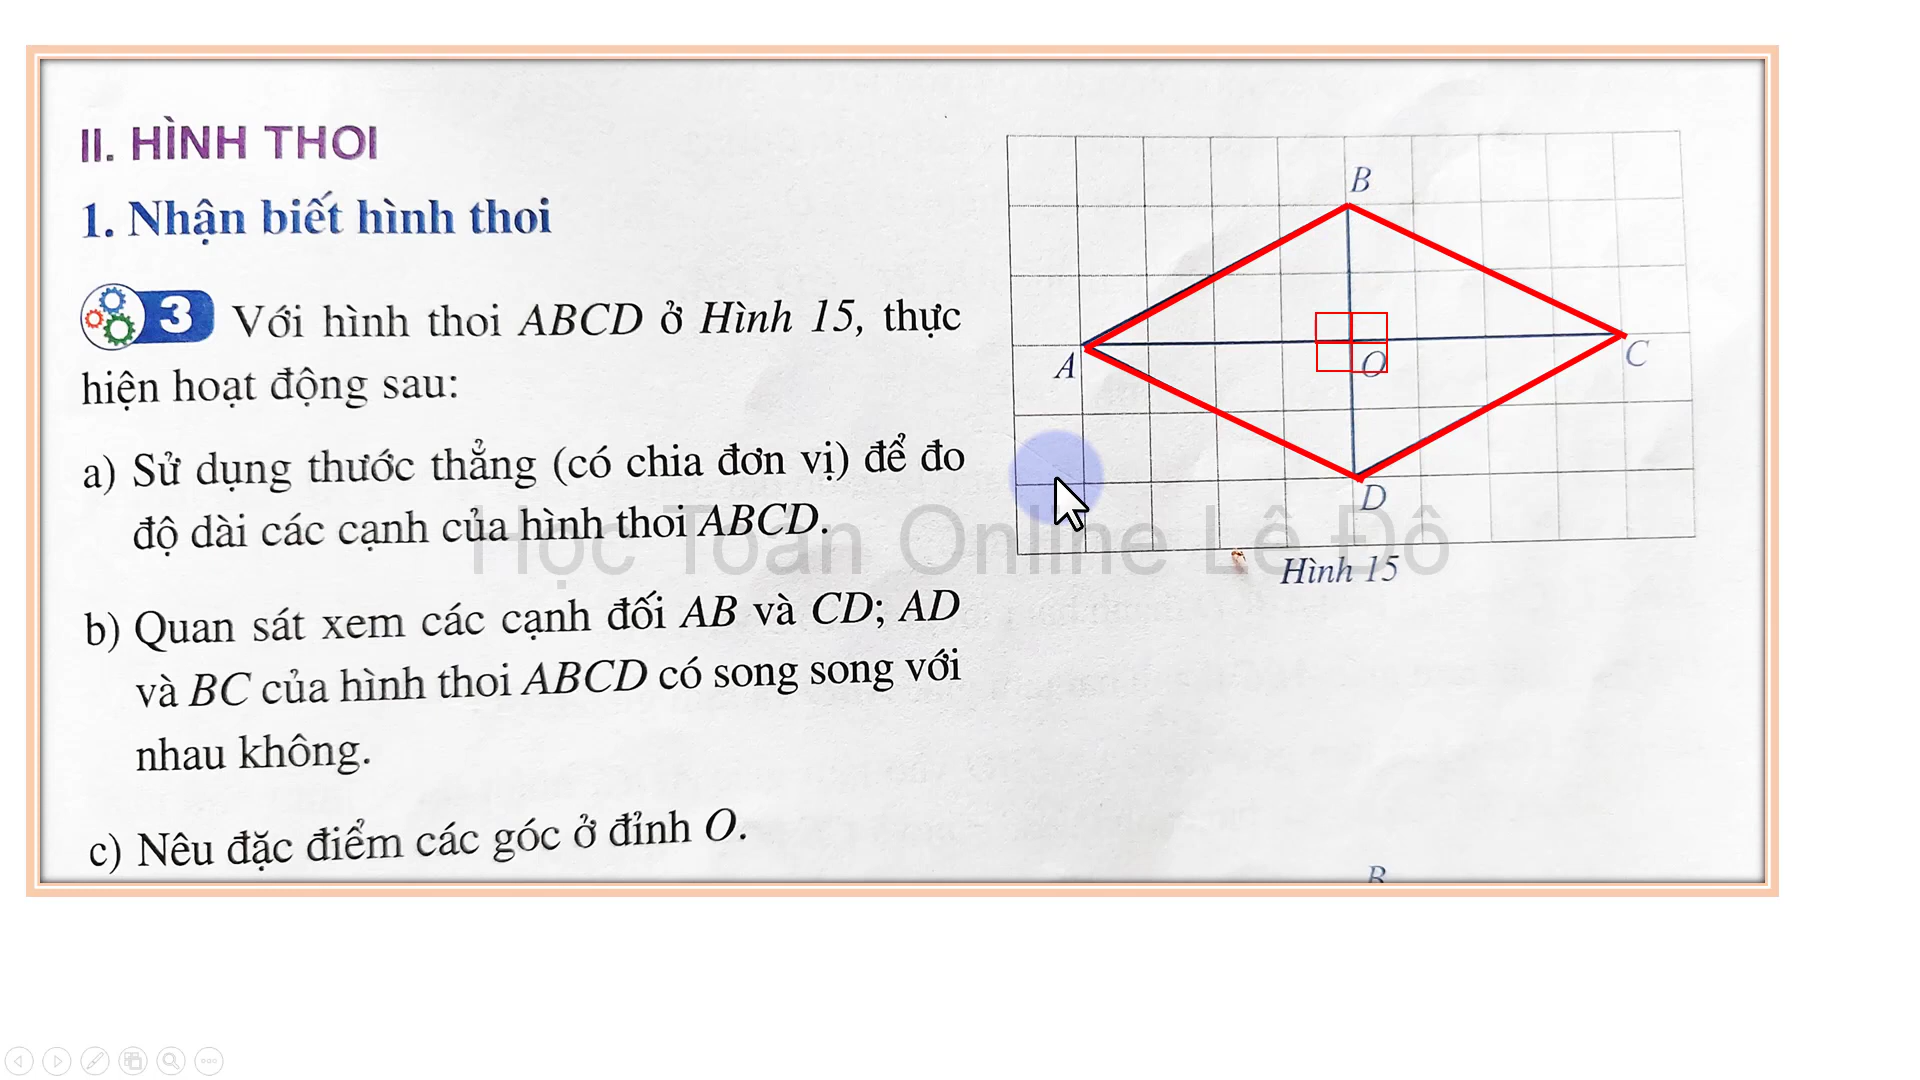 II. HÌNH THOI
1. Nhận biết hình thoi
3 Với hình thoi ABCD ở Hình 15, thực
hiện hoạt động sau:
a) Sử dụng thước thẳng (có chia đơn vị) để đo
độ dài các cạnh của hình thoi ABCD.
b) Quan sát xem các cạnh đối AB và CD; AD
và BC của hình thoi ABCD có song song với
nhau không.
c) Nêu đặc điểm các góc ở đỉnh O.
B
A
O
C
D
Hình 15
B
Học Toán Online Lê Đô